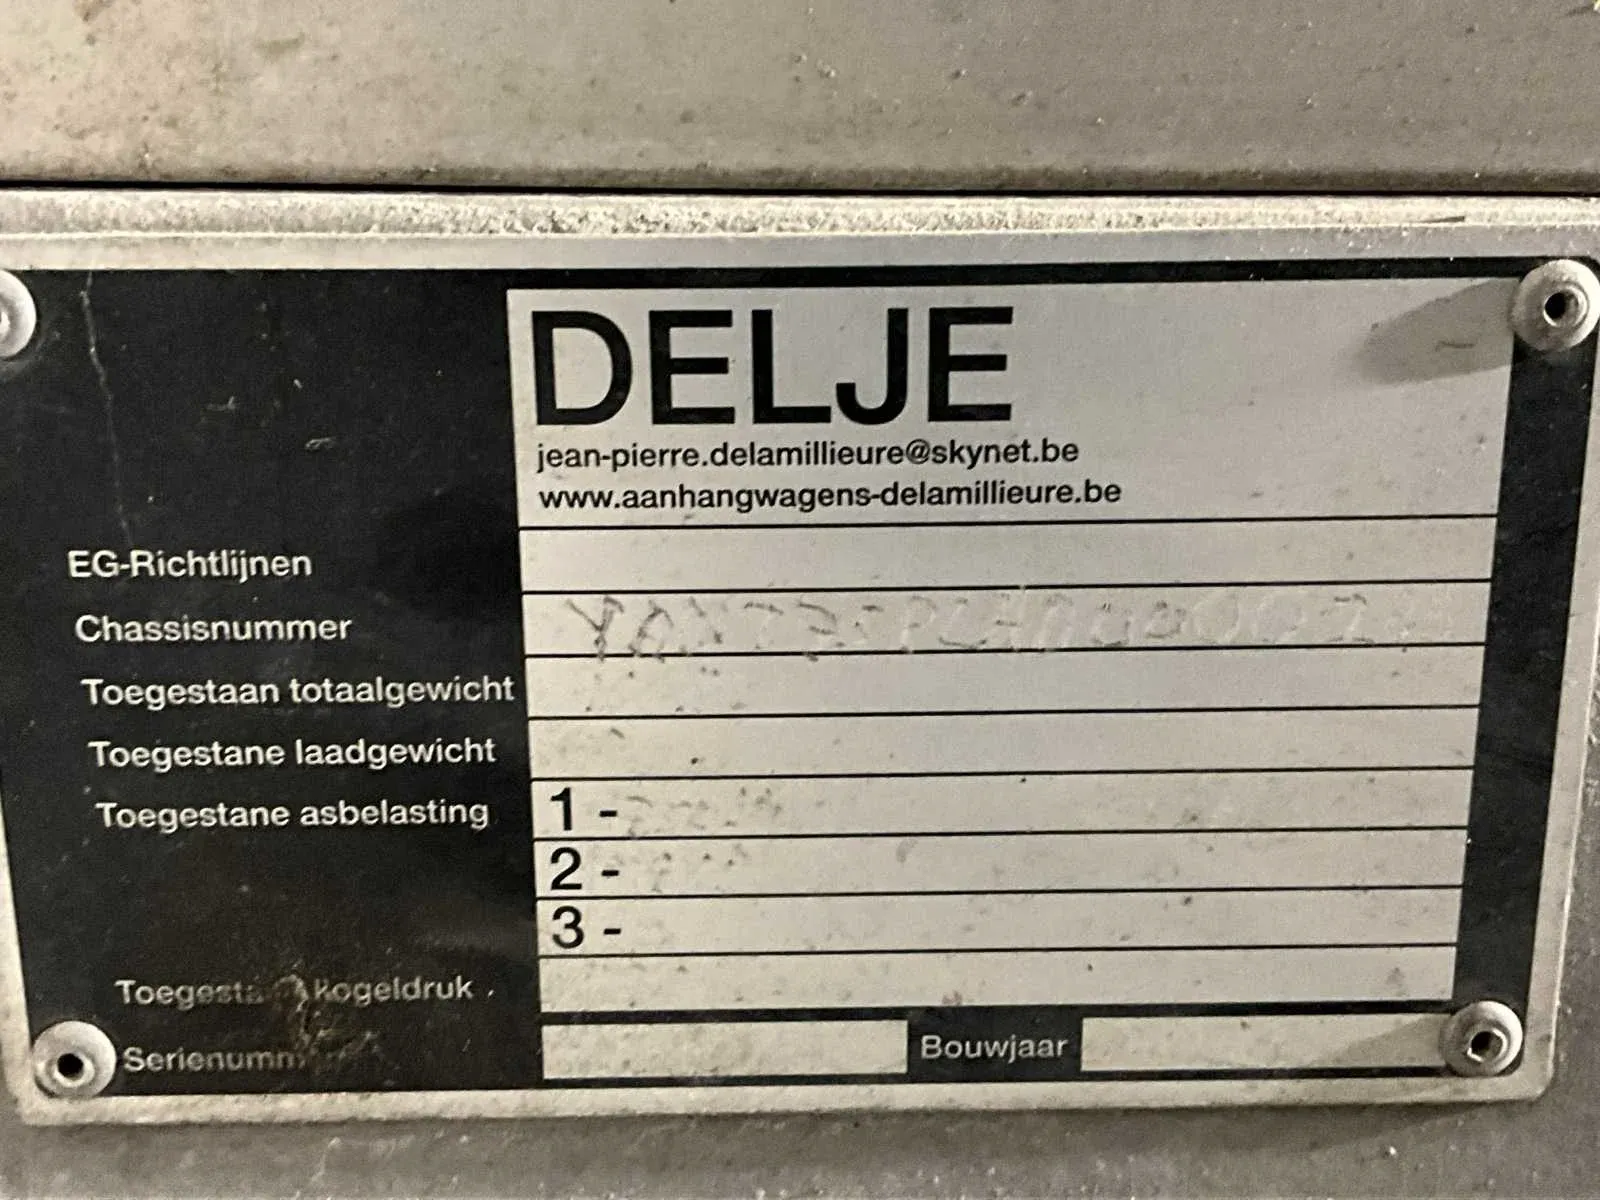 DELJE
jean-pierre.delamillieure@skynet.be
www.aanhangwagens-delamillieure.be
EG-Richtlijnen
Chassisnummer
Toegestaan totaalgewicht
Toegestane laadgewicht
Toegestane asbelasting 1 -
2 -
3 -
kogeldruk
Bouwjaar